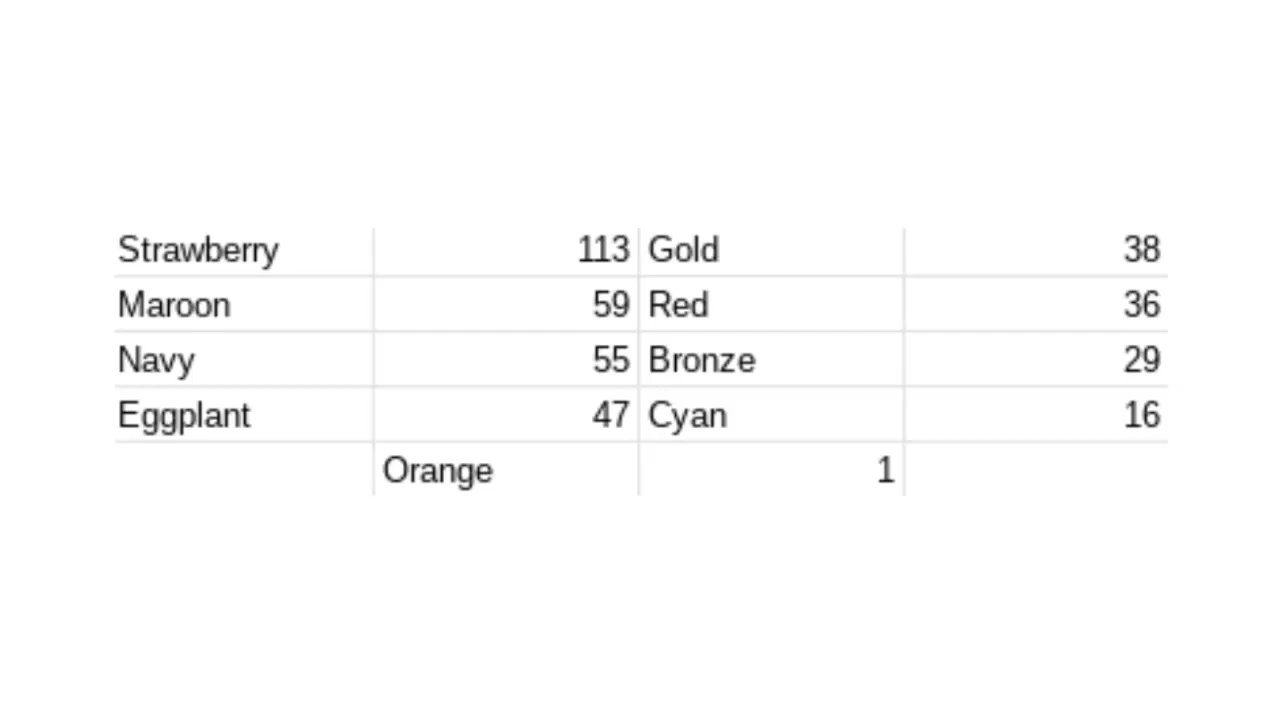 Strawberry 113 Gold 38
Maroon 59 Red 36
Navy 55 Bronze 29
Eggplant 47 Cyan 16
Orange 1